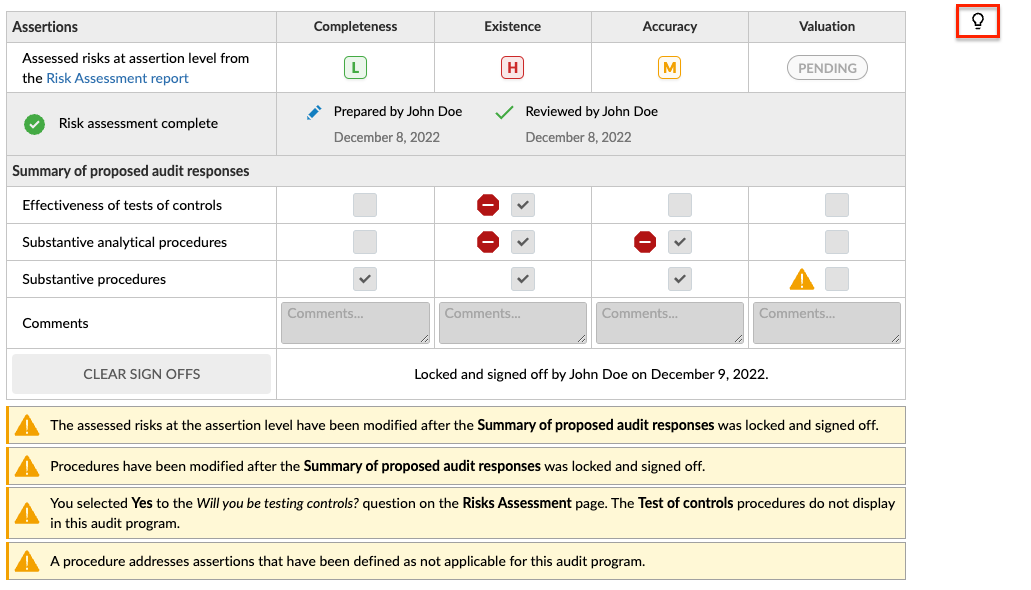 Assertions Completeness Existence Accuracy Valuation
Assessed risks at assertion level from
the Risk Assessment report
L H M PENDING
Risk assessment complete
Prepared by John Doe Reviewed by John Doe
December 8, 2022 December 8, 2022
Summary of proposed audit responses
Effectiveness of tests of controls
Substantive analytical procedures
Substantive procedures
Comments
Comments... Comments... Comments... Comments...
CLEAR SIGN OFFS
Locked and signed off by John Doe on December 9, 2022.
The assessed risks at the assertion level have been modified after the Summary of proposed audit responses was locked and signed off.
Procedures have been modified after the Summary of proposed audit responses was locked and signed off.
You selected Yes to the Will you be testing controls? question on the Risks Assessment page. The Test of controls procedures do not display
in this audit program.
A procedure addresses assertions that have been defined as not applicable for this audit program.